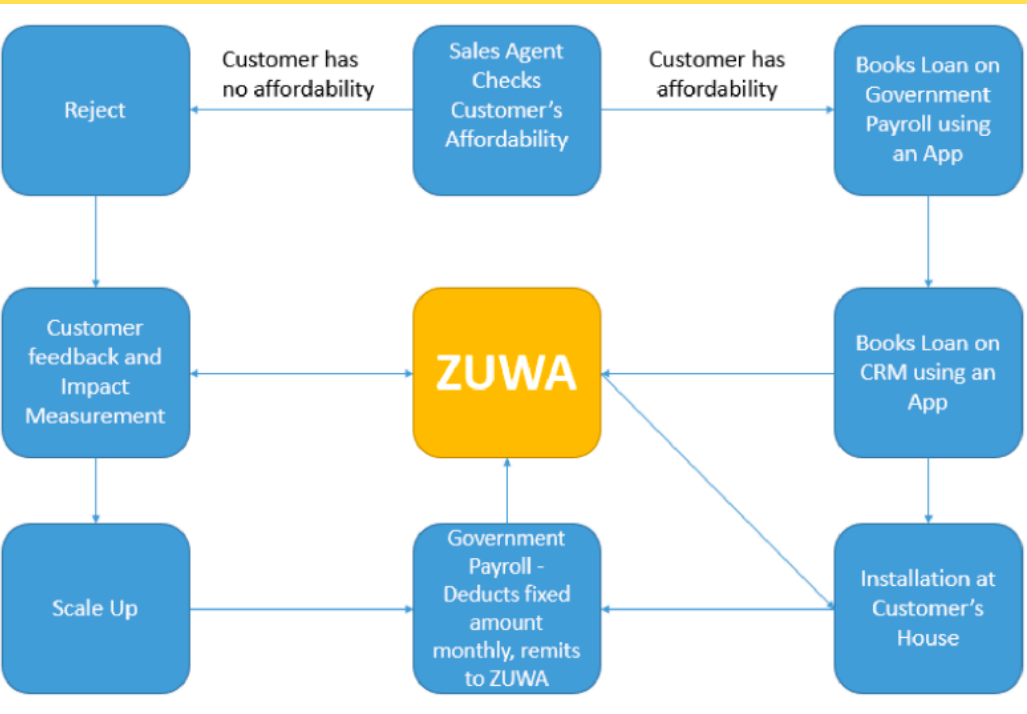 Reject
Customer has
no affordability
Sales Agent
Checks
Customer's
Affordability
Customer has
affordability
Books Loan on
Government
Payroll using
an App
Customer
feedback and
Impact
Measurement
ZUWA
Books Loan on
CRM using an
App
Scale Up
Government
Payroll -
Deducts fixed
amount
monthly, remits
to ZUWA
Installation at
Customer's
House